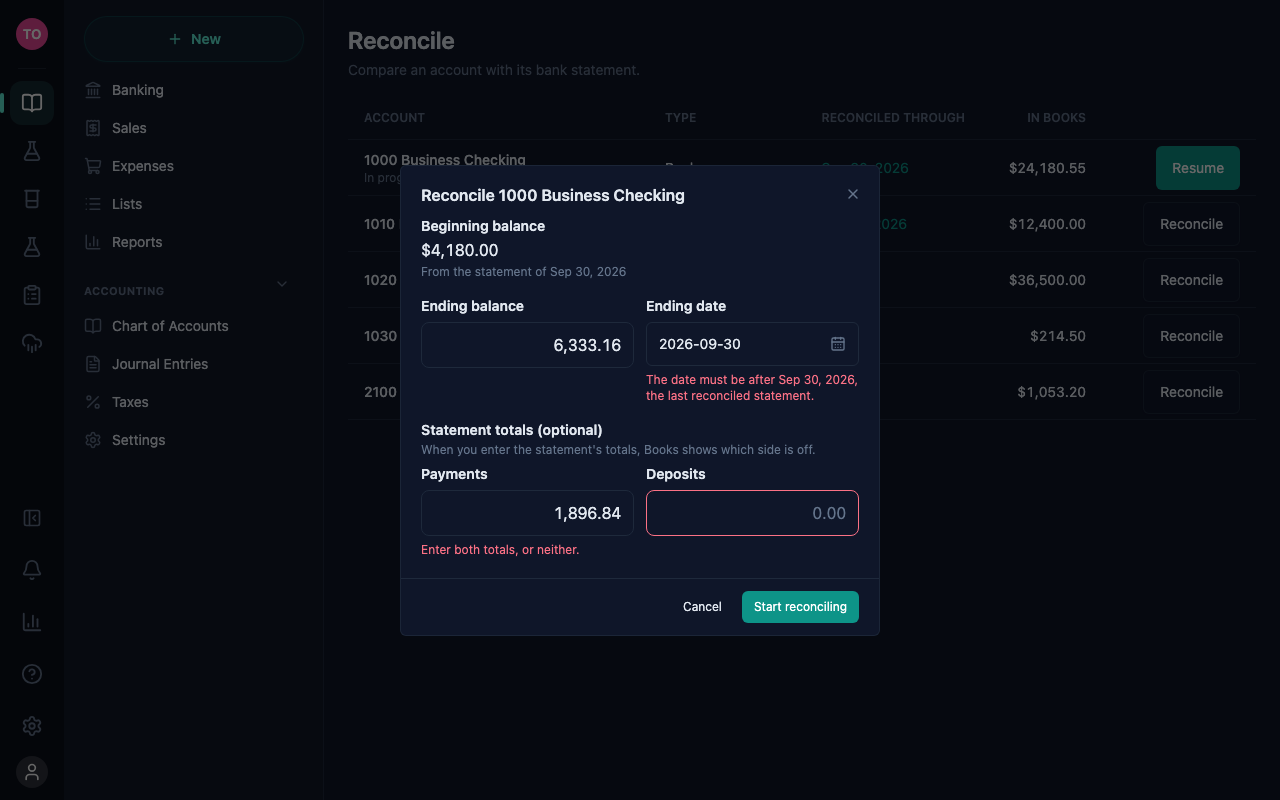 TO
New
Banking
Sales
Expenses
Lists
Reports
ACCOUNTING
Chart of Accounts
Journal Entries
Taxes
Settings
Reconcile
Compare an account with its bank statement.
ACCOUNT TYPE RECONCILED THROUGH IN BOOKS
1000 Business Checking 2026 $24,180.55 Resume
In
1010 2026 $12,400.00 Reconcile
1020 $36,500.00 Reconcile
1030 $214.50 Reconcile
2100 $1,053.20 Reconcile
Reconcile 1000 Business Checking
Beginning balance
$4,180.00
From the statement of Sep 30, 2026
Ending balance Ending date
6,333.16 2026-09-30
The date must be after Sep 30, 2026,
the last reconciled statement.
Statement totals (optional)
When you enter the statement's totals, Books shows which side is off.
Payments Deposits
1,896.84 0.00
Enter both totals, or neither.
Cancel Start reconciling